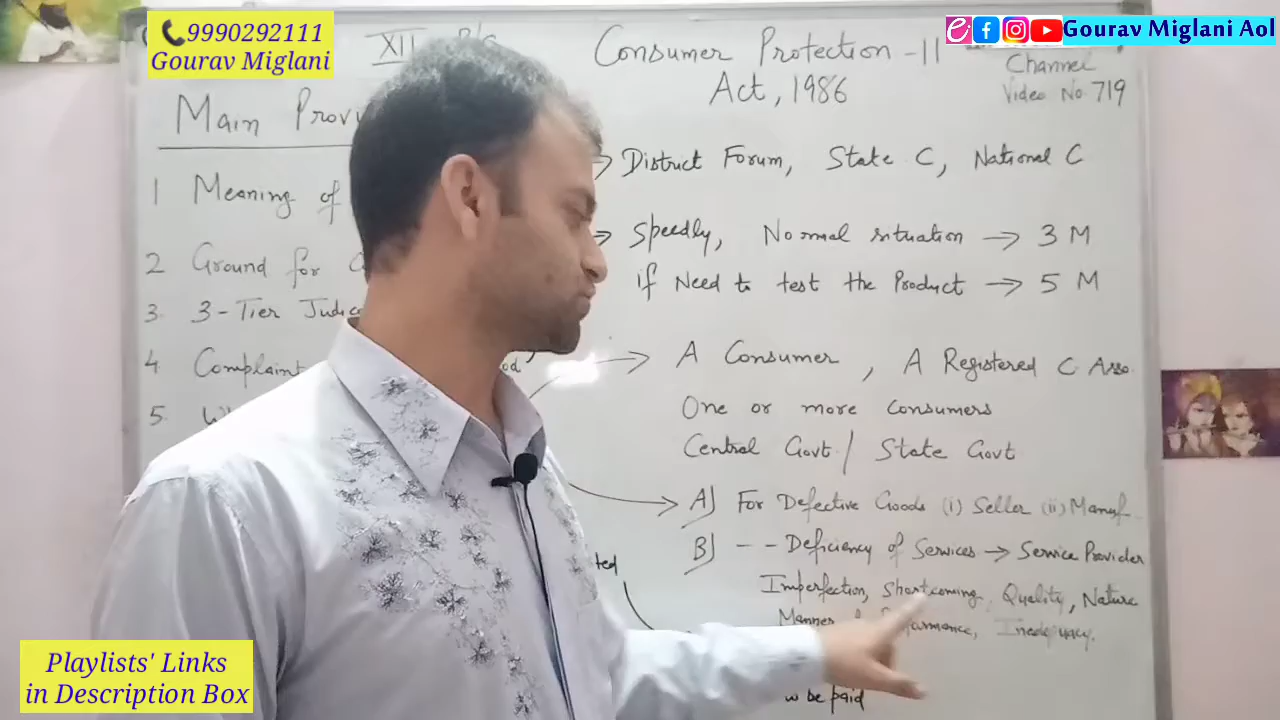 📞9990292111
Gourav Miglani
Gourav Miglani Aol
XII
Consumer Protection - II
Act, 1986
Channel
Video No 719
Main Provi
District Forum, State C, National C
1 Meaning of
Speedly, Normal situation → 3 M
2 Ground for C
if Need to test the Product → 5 M
3. 3-Tier Judic
4 Complaint
A Consumer, A Registered C Asso.
5
One or more Consumers
Central Govt / State Govt
A) For Defective Goods (i) Seller (ii) Manuf
B) -- Deficiency of Services → Service Provider
ted
Imperfection, Shortcoming, Quality, Nature
Manner Inadequacy.
w be paid
Playlists' Links
in Description Box